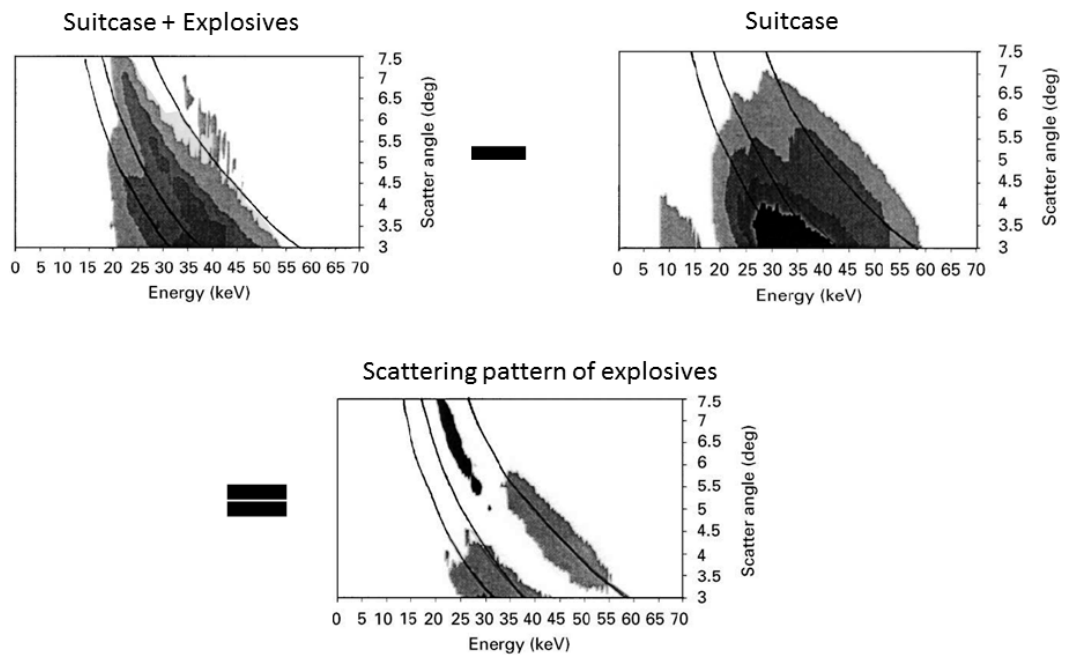 Suitcase + Explosives
7.5
7
6.5
6
5.5
5
4.5
4
3.5
3
Scatter angle (deg)
0 5 10 15 20 25 30 35 40 45 50 55 60 65 70
Energy (keV)
Suitcase
7.5
7
6.5
6
5.5
5
4.5
4
3.5
3
Scatter angle (deg)
0 5 10 15 20 25 30 35 40 45 50 55 60 65 70
Energy (keV)
Scattering pattern of explosives
7.5
7
6.5
6
5.5
5
4.5
4
3.5
3
Scatter angle (deg)
0 5 10 15 20 25 30 35 40 45 50 55 60 65 70
Energy (keV)